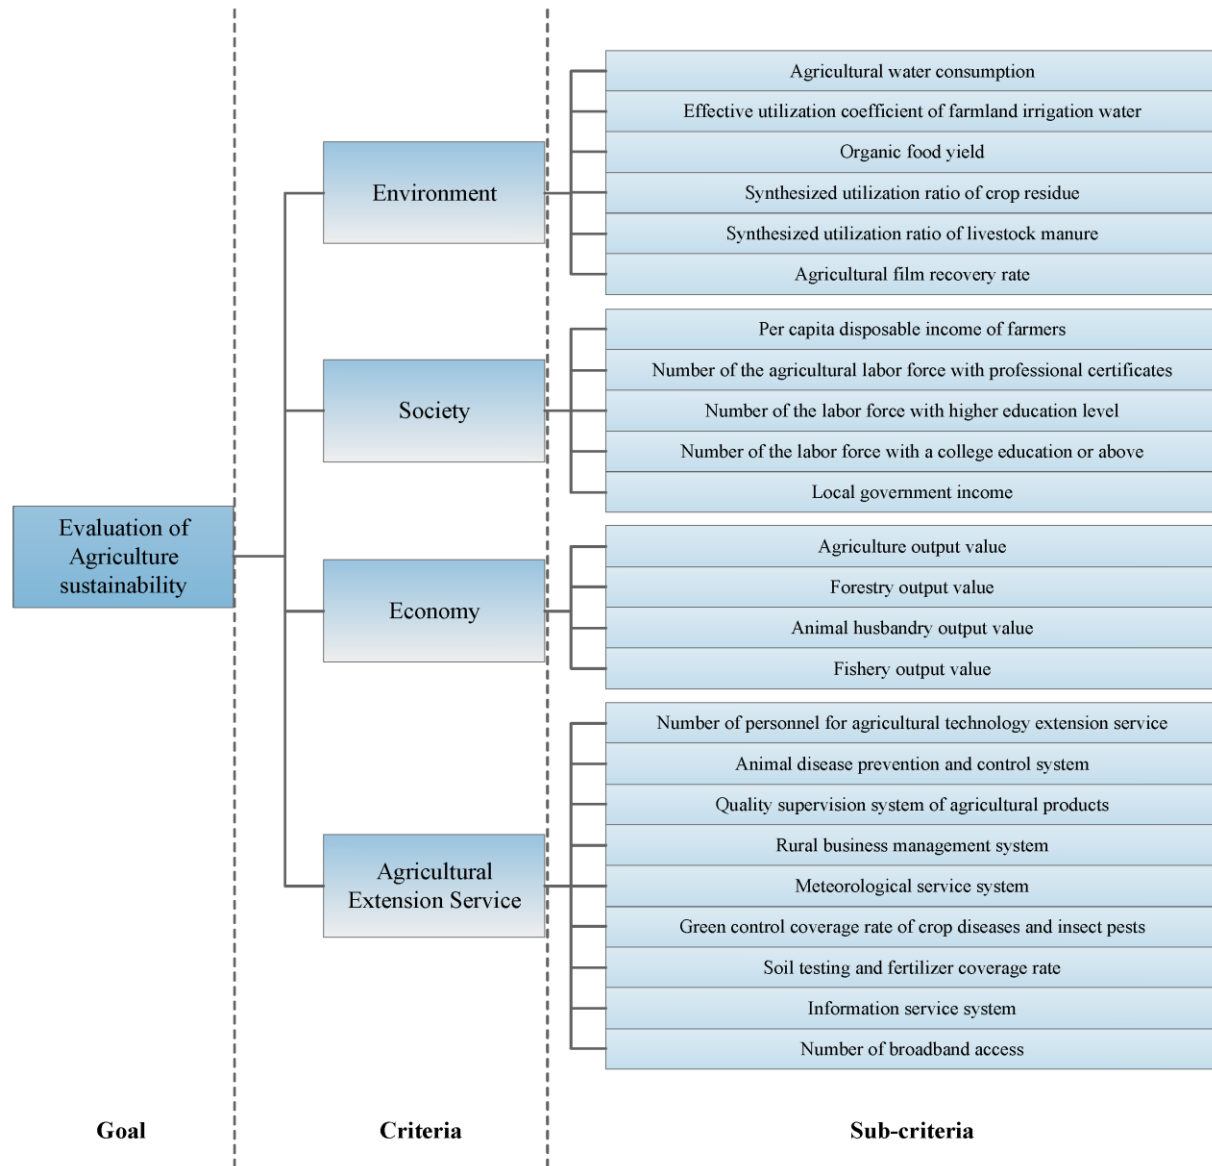 Evaluation of
Agriculture
sustainability
Environment
Agricultural water consumption
Effective utilization coefficient of farmland irrigation water
Organic food yield
Synthesized utilization ratio of crop residue
Synthesized utilization ratio of livestock manure
Agricultural film recovery rate
Society
Per capita disposable income of farmers
Number of the agricultural labor force with professional certificates
Number of the labor force with higher education level
Number of the labor force with a college education or above
Local government income
Economy
Agriculture output value
Forestry output value
Animal husbandry output value
Fishery output value
Agricultural
Extension Service
Number of personnel for agricultural technology extension service
Animal disease prevention and control system
Quality supervision system of agricultural products
Rural business management system
Meteorological service system
Green control coverage rate of crop diseases and insect pests
Soil testing and fertilizer coverage rate
Information service system
Number of broadband access
Goal
Criteria
Sub-criteria